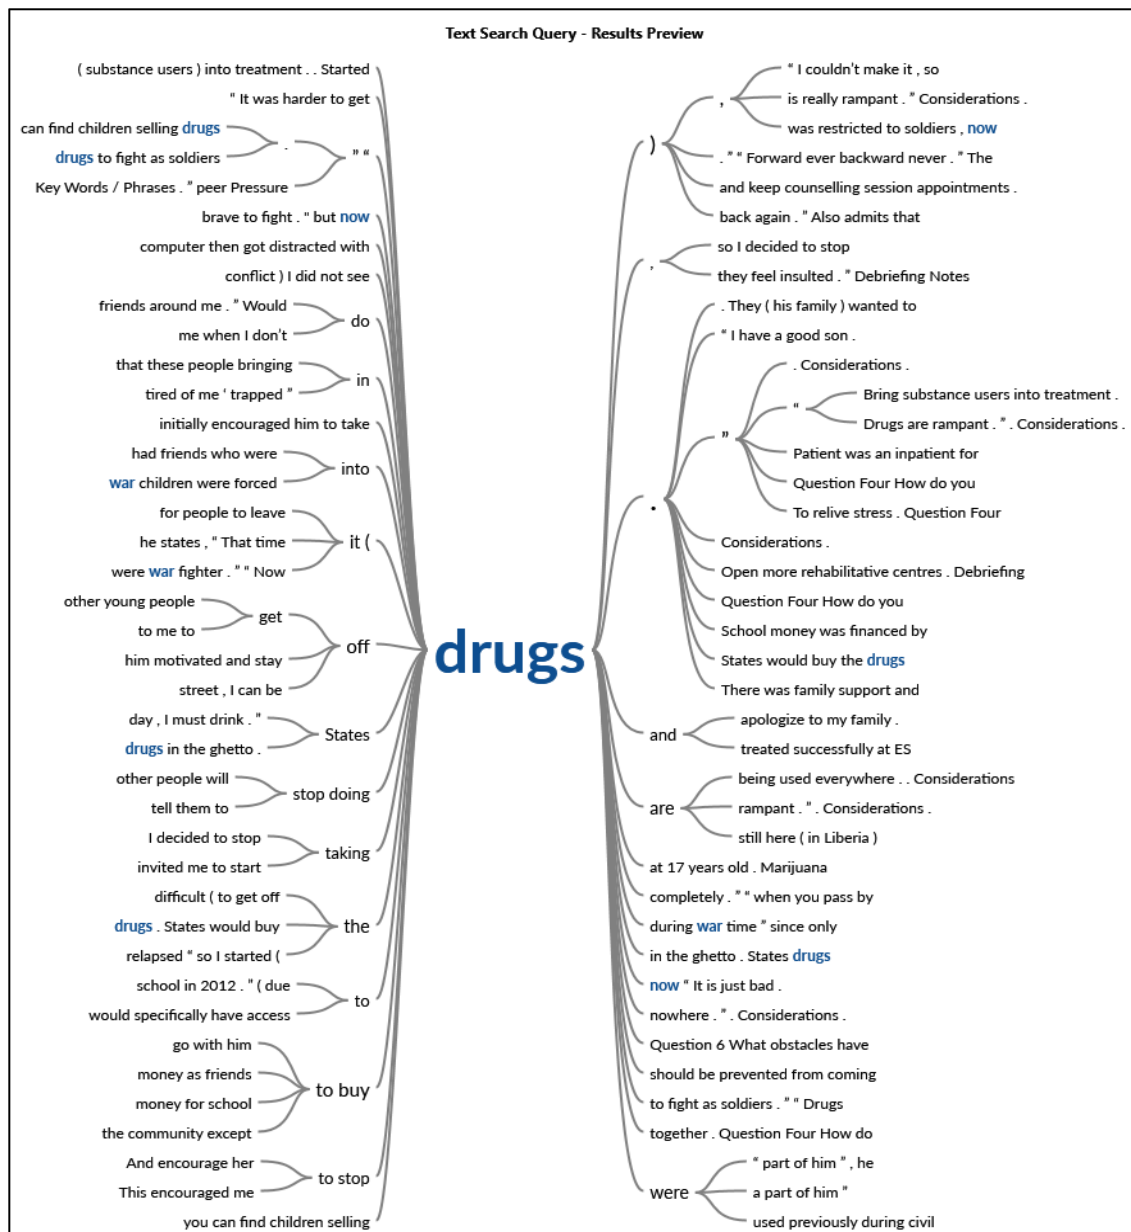 Text Search Query - Results Preview
( substance users ) into treatment . . Started
“ It was harder to get
can find children selling drugs
drugs to fight as soldiers
.
Key Words / Phrases . ” peer Pressure
” “
brave to fight . “ but now
computer then got distracted with
conflict ) I did not see
friends around me . ” Would
me when I don’t
do
that these people bringing
tired of me ‘ trapped ”
in
initially encouraged him to take
had friends who were
war children were forced
into
for people to leave
he states , “ That time
were war fighter . ” “ Now
it (
other young people
to me to
get
him motivated and stay
street , I can be
off
day , I must drink . ”
drugs in the ghetto .
States
other people will
tell them to
stop doing
I decided to stop
invited me to start
taking
difficult ( to get off
drugs . States would buy
relapsed “ so I started (
the
school in 2012 . ” ( due
would specifically have access
to
go with him
money as friends
money for school
the community except
to buy
And encourage her
This encouraged me
to stop
you can find children selling
drugs
)
,
“ I couldn’t make it , so
is really rampant . ” Considerations .
was restricted to soldiers , now
. ” “ Forward ever backward never . ” The
and keep counselling session appointments .
back again . ” Also admits that
,
so I decided to stop
they feel insulted . ” Debriefing Notes
.
. They ( his family ) wanted to
“ I have a good son .
”
. Considerations .
“
Bring substance users into treatment .
Drugs are rampant . ” . Considerations .
Patient was an inpatient for
Question Four How do you
To relive stress . Question Four
Considerations .
Open more rehabilitative centres . Debriefing
Question Four How do you
School money was financed by
States would buy the drugs
There was family support and
and
apologize to my family .
treated successfully at ES
are
being used everywhere . . Considerations
rampant . ” . Considerations .
still here ( in Liberia )
at 17 years old . Marijuana
completely . ” “ when you pass by
during war time ” since only
in the ghetto . States drugs
now “ It is just bad .
nowhere . ” . Considerations .
Question 6 What obstacles have
should be prevented from coming
to fight as soldiers . ” “ Drugs
together . Question Four How do
were
“ part of him ” , he
a part of him ”
used previously during civil